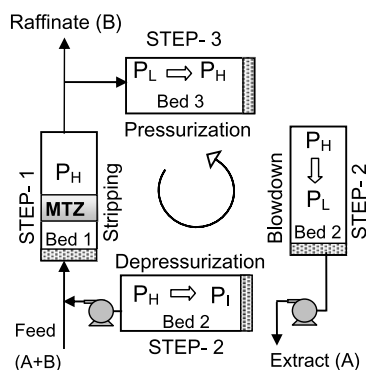 Raffinate (B)
STEP- 3
P_L ⇨ P_H
Bed 3
Pressurization
STEP- 1
P_H
MTZ
Bed 1
Stripping
Blowdown
P_H
⇩
P_L
Bed 2
STEP- 2
Depressurization
P_H ⇨ P_I
Bed 2
STEP- 2
Feed
(A+B)
Extract (A)